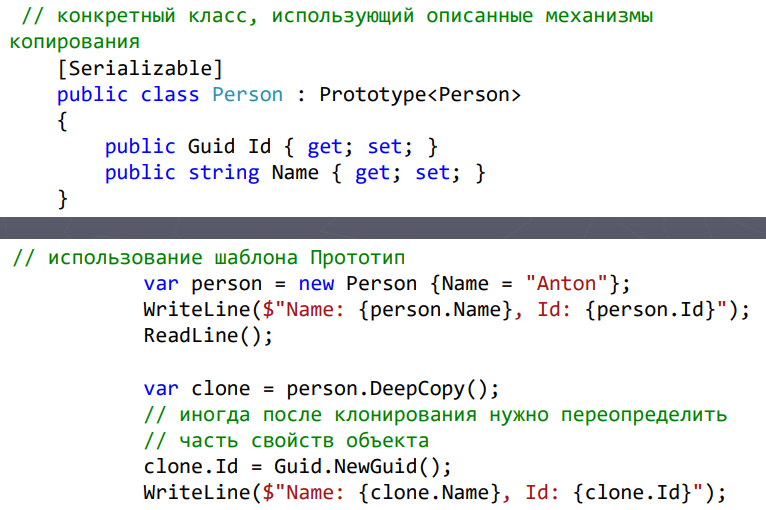 // конкретный класс, использующий описанные механизмы
копирования
[Serializable]
public class Person : Prototype<Person>
{
public Guid Id { get; set; }
public string Name { get; set; }
}
// использование шаблона Прототип
var person = new Person {Name = "Anton"};
WriteLine($"Name: {person.Name}, Id: {person.Id}");
ReadLine();
var clone = person.DeepCopy();
// иногда после клонирования нужно переопределить
// часть свойств объекта
clone.Id = Guid.NewGuid();
WriteLine($"Name: {clone.Name}, Id: {clone.Id}");